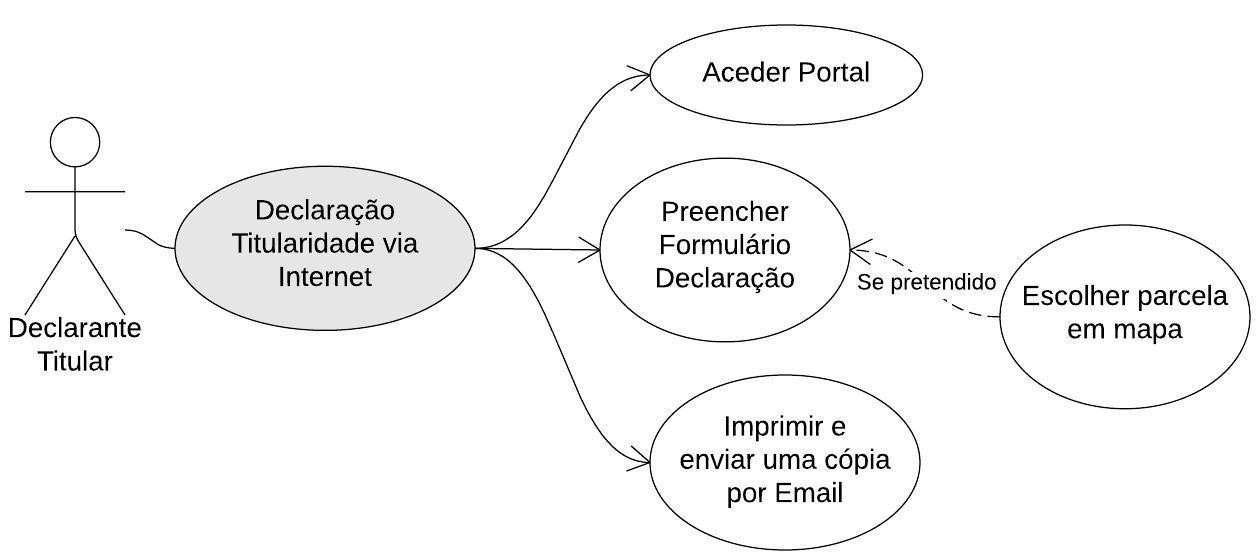 Aceder Portal
Declaração
Titularidade via
Internet
Preencher
Formulário
Declaração
Se pretendido
Escolher parcela
em mapa
Declarante
Titular
Imprimir e
enviar uma cópia
por Email